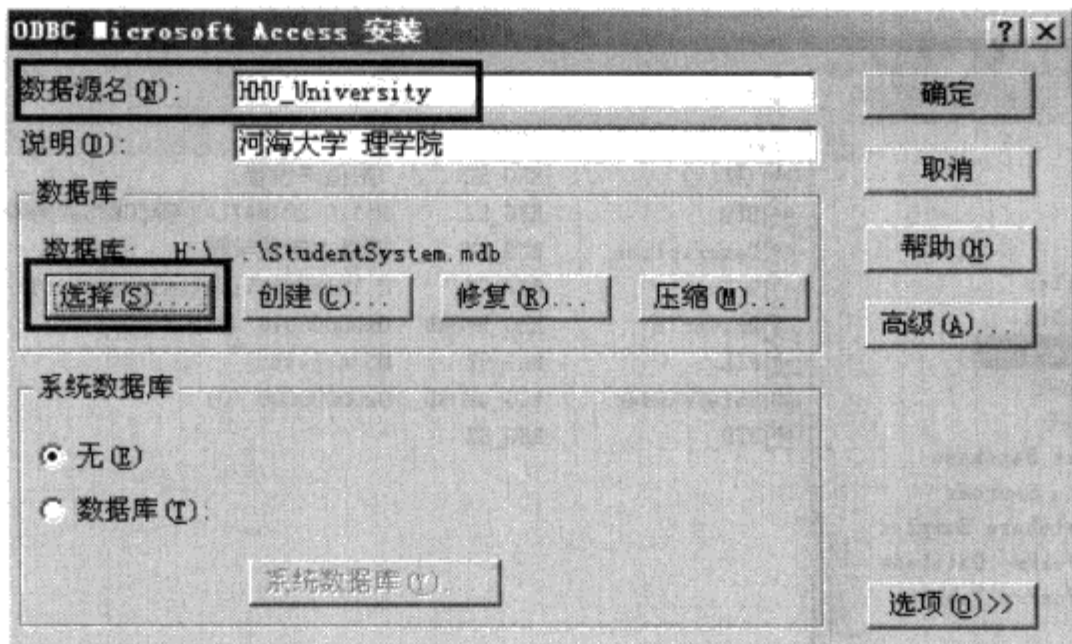 ODBC Microsoft Access 安装
数据源名(N): HHU_University
确定
说明(D): 河海大学 理学院
取消
数据库
数据库: H:\...\StudentSystem.mdb
帮助(H)
选择(S)... 创建(C)... 修复(R)... 压缩(M)...
高级(A)...
系统数据库
无(E)
数据库(T):
系统数据库(Y)...
选项(O)>>